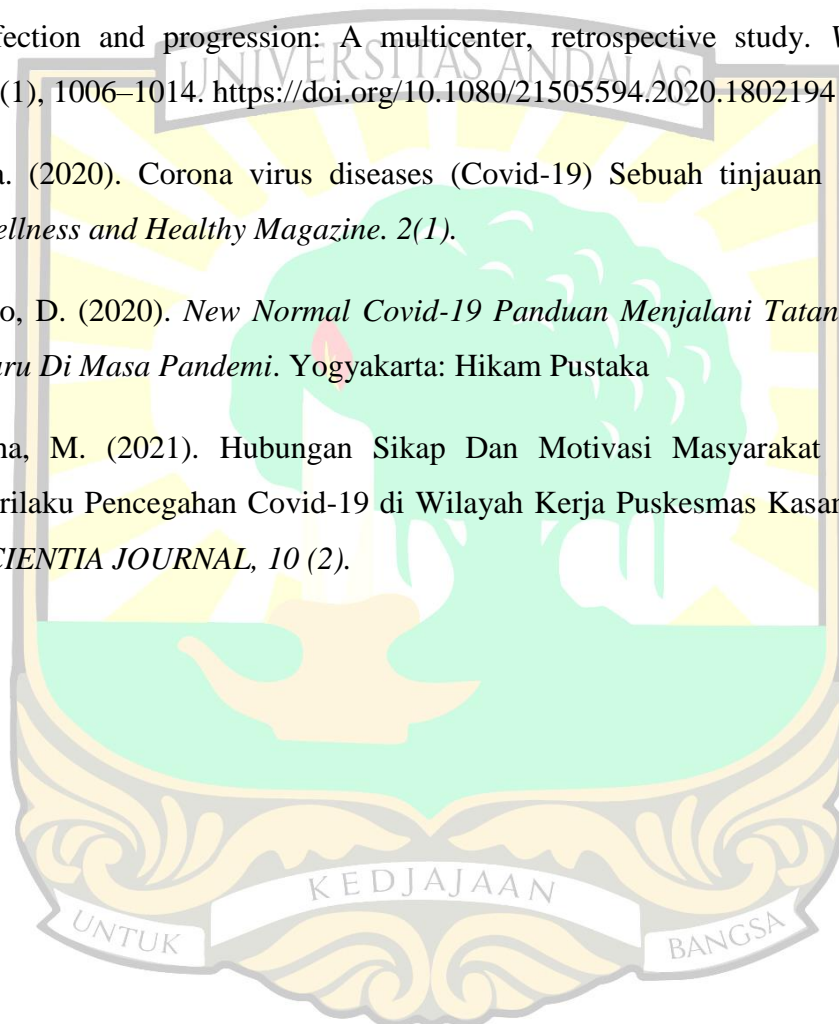 UNIVERSITAS ANDALAS
fection and progression: A multicenter, retrospective study.
(1), 1006–1014. https://doi.org/10.1080/21505594.2020.1802194
a. (2020). Corona virus diseases (Covid-19) Sebuah tinjauan
ellness and Healthy Magazine. 2(1).
o, D. (2020). New Normal Covid-19 Panduan Menjalani Tatan
ru Di Masa Pandemi. Yogyakarta: Hikam Pustaka
na, M. (2021). Hubungan Sikap Dan Motivasi Masyarakat
rilaku Pencegahan Covid-19 di Wilayah Kerja Puskesmas Kasan
CIENTIA JOURNAL, 10 (2).
UNTUK KEDJAJAAN BANGSA